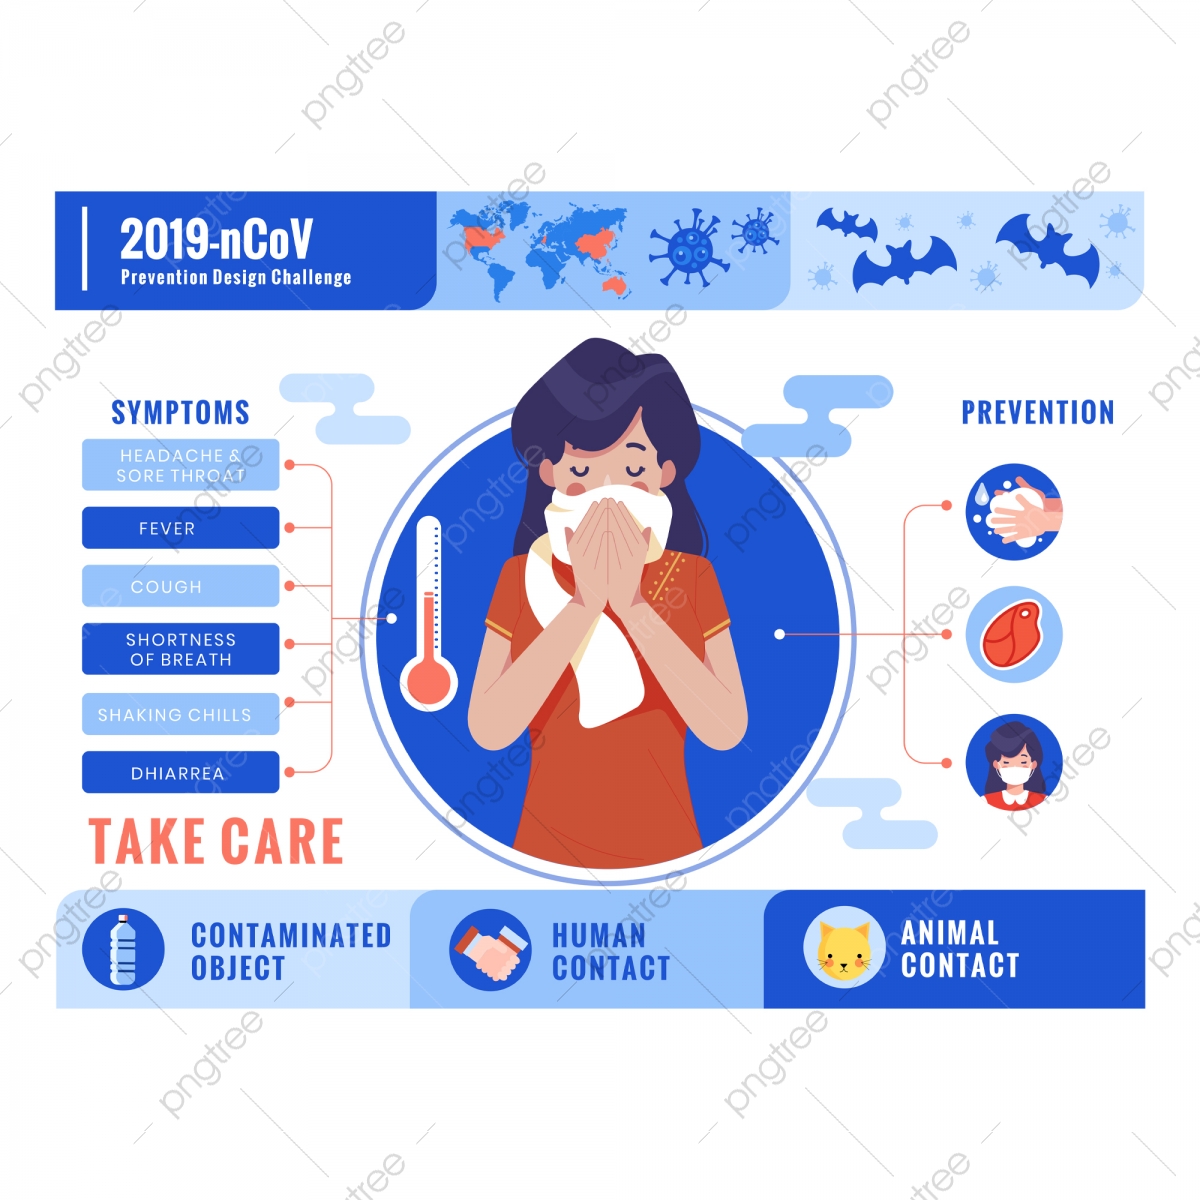 2019-nCoV
Prevention Design Challenge
SYMPTOMS
HEADACHE &
SORE THROAT
FEVER
COUGH
SHORTNESS
OF BREATH
SHAKING CHILLS
DHIARREA
PREVENTION
TAKE CARE
CONTAMINATED
OBJECT
HUMAN
CONTACT
ANIMAL
CONTACT
pngtree